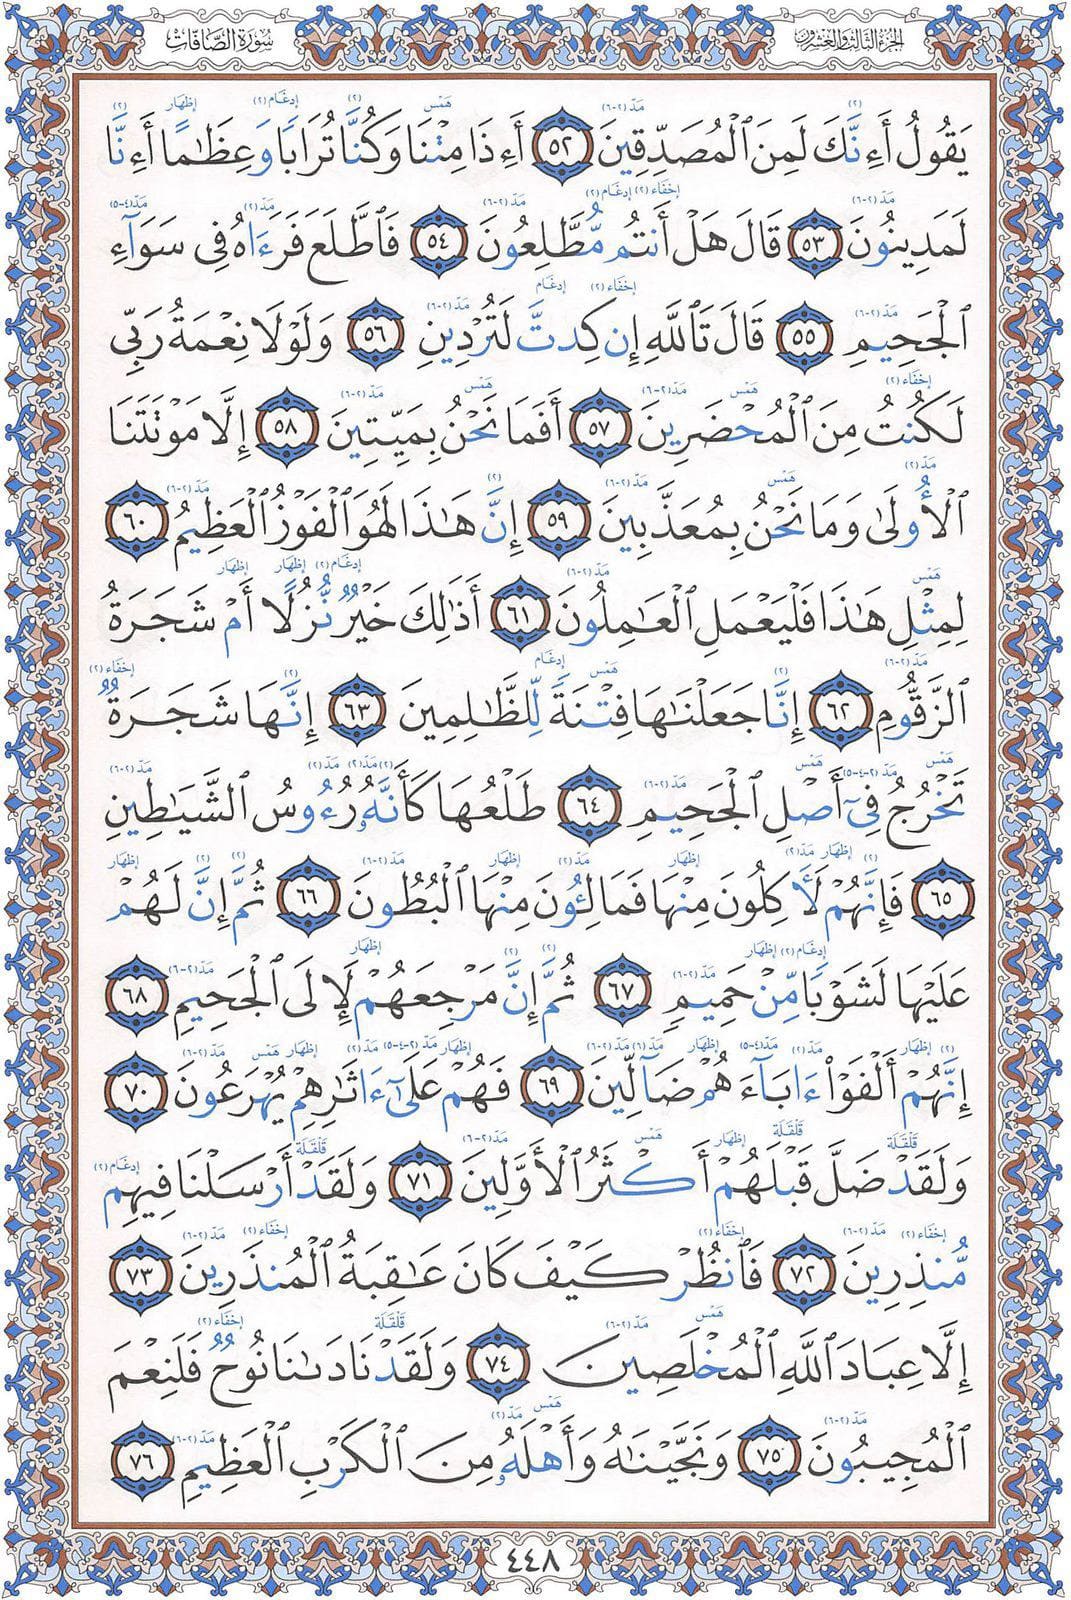 الجزء الثالث والعشرون
سورة الصافات
يَقُولُ أَءِنَّكَ لَمِنَ ٱلۡمُصَدِّقِينَ ٥٢ أَءِذَا مِتۡنَا وَكُنَّا تُرَابٗا وَعِظَٰمًا أَءِنَّا
لَمَدِينُونَ ٥٣ قَالَ هَلۡ أَنتُم مُّطَّلِعُونَ ٥٤ فَٱطَّلَعَ فَرَءَاهُ فِي سَوَآءِ
ٱلۡجَحِيمِ ٥٥ قَالَ تَٱللَّهِ إِن كِدتَّ لَتُرۡدِينِ ٥٦ وَلَوۡلَا نِعۡمَةُ رَبِّي
لَكُنتُ مِنَ ٱلۡمُحۡضَرِينَ ٥٧ أَفَمَا نَحۡنُ بِمَيِّتِينَ ٥٨ إِلَّا مَوۡتَتَنَا
ٱلۡأُولَىٰ وَمَا نَحۡنُ بِمُعَذَّبِينَ ٥٩ إِنَّ هَٰذَا لَهُوَ ٱلۡفَوۡزُ ٱلۡعَظِيمُ ٦٠
لِمِثۡلِ هَٰذَا فَلۡيَعۡمَلِ ٱلۡعَٰمِلُونَ ٦١ أَذَٰلِكَ خَيۡرٞ نُّزُلًا أَمۡ شَجَرَةُ
ٱلزَّقُّومِ ٦٢ إِنَّا جَعَلۡنَٰهَا فِتۡنَةٗ لِّلظَّٰلِمِينَ ٦٣ إِنَّهَا شَجَرَةٞ
تَخۡرُجُ فِيٓ أَصۡلِ ٱلۡجَحِيمِ ٦٤ طَلۡعُهَا كَأَنَّهُۥ رُءُوسُ ٱلشَّيَٰطِينِ
٦٥ فَإِنَّهُمۡ لَأٓكِلُونَ مِنۡهَا فَمَالِـُٔونَ مِنۡهَا ٱلۡبُطُونَ ٦٦ ثُمَّ إِنَّ لَهُمۡ
عَلَيۡهَا لَشَوۡبٗا مِّنۡ حَمِيمٖ ٦٧ ثُمَّ إِنَّ مَرۡجِعَهُمۡ لَإِلَى ٱلۡجَحِيمِ ٦٨
إِنَّهُمۡ أَلۡفَوۡاْ ءَابَآءَهُمۡ ضَآلِّينَ ٦٩ فَهُمۡ عَلَىٰٓ ءَاثَٰرِهِمۡ يُهۡرَعُونَ ٧٠
وَلَقَدۡ ضَلَّ قَبۡلَهُمۡ أَكۡثَرُ ٱلۡأَوَّلِينَ ٧١ وَلَقَدۡ أَرۡسَلۡنَا فِيهِم
مُّنذِرِينَ ٧٢ فَٱنظُرۡ كَيۡفَ كَانَ عَٰقِبَةُ ٱلۡمُنذَرِينَ ٧٣
إِلَّا عِبَادَ ٱللَّهِ ٱلۡمُخۡلَصِينَ ٧٤ وَلَقَدۡ نَادَىٰنَا نُوحٞ فَلَنِعۡمَ
ٱلۡمُجِيبُونَ ٧٥ وَنَجَّيۡنَٰهُ وَأَهۡلَهُۥ مِنَ ٱلۡكَرۡبِ ٱلۡعَظِيمِ ٧٦
٤٤٨